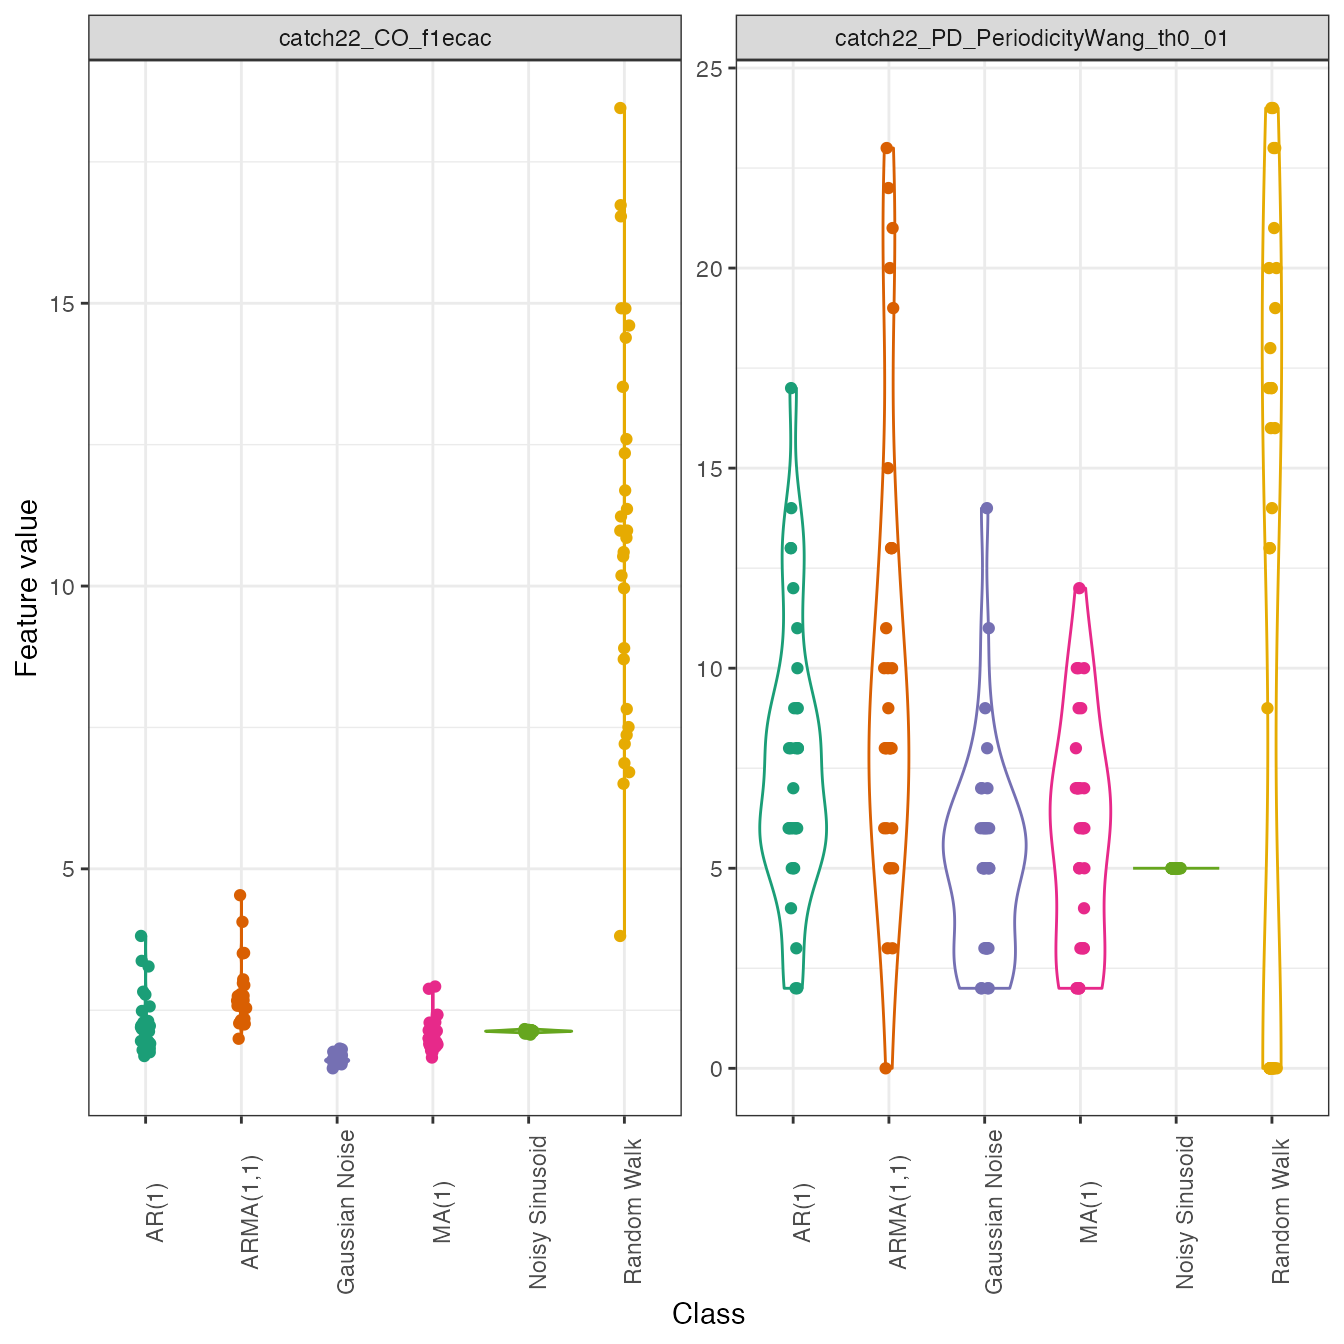 catch22_CO_f1ecac
catch22_PD_PeriodicityWang_th0_01
Feature value
15
10
5
25
20
15
10
5
0
AR(1)
ARMA(1,1)
Gaussian Noise
MA(1)
Noisy Sinusoid
Random Walk
AR(1)
ARMA(1,1)
Gaussian Noise
MA(1)
Noisy Sinusoid
Random Walk
Class